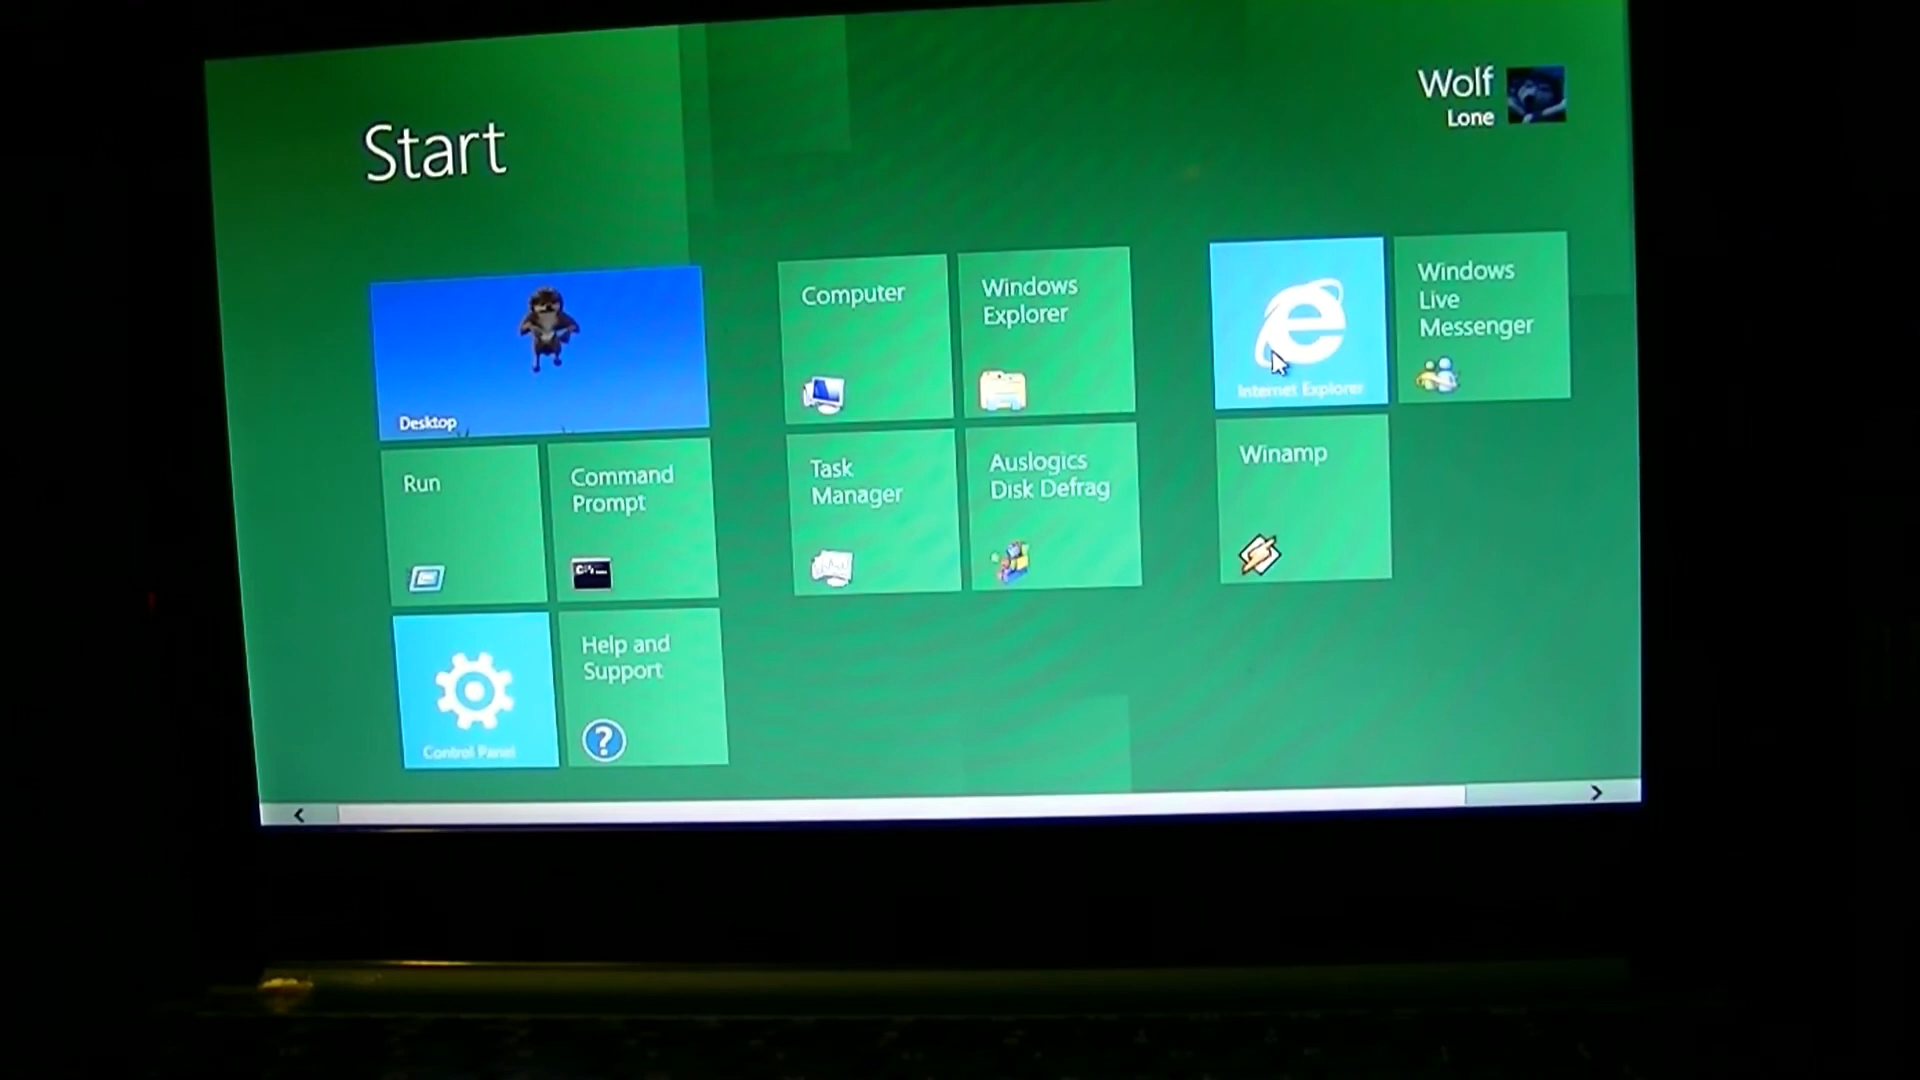 Start
Wolf
Lone
Desktop
Computer
Windows
Explorer
Internet Explorer
Windows
Live
Messenger
Run
Command
Prompt
C:\
Task
Manager
Auslogics
Disk Defrag
Winamp
Control Panel
Help and
Support
?